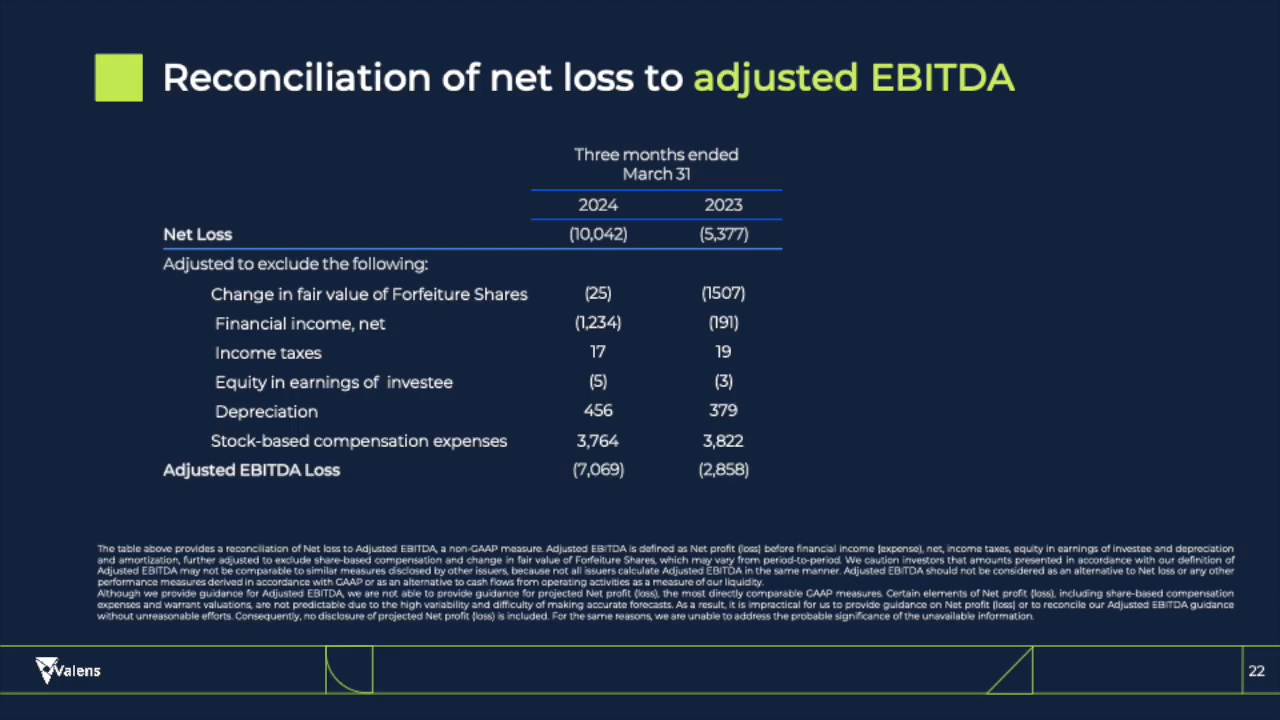 Reconciliation of net loss to adjusted EBITDA
Three months ended
March 31
2024 2023
Net Loss (10,042) (5,377)
Adjusted to exclude the following:
Change in fair value of Forfeiture Shares (25) (1507)
Financial income, net (1,234) (191)
Income taxes 17 19
Equity in earnings of investee (5) (3)
Depreciation 456 379
Stock-based compensation expenses 3,764 3,822
Adjusted EBITDA Loss (7,069) (2,858)
The table above provides a reconciliation of Net loss to Adjusted EBITDA, a non-GAAP measure. Adjusted EBITDA is defined as Net profit (loss) before financial income (expense), net, income taxes, equity in earnings of investee and depreciation
and amortization, further adjusted to exclude share-based compensation and change in fair value of Forfeiture Shares, which may vary from period-to-period. We caution investors that amounts presented in accordance with our definition of
Adjusted EBITDA may not be comparable to similar measures disclosed by other issuers, because not all issuers calculate Adjusted EBITDA in the same manner. Adjusted EBITDA should not be considered as an alternative to Net loss or any other
performance measures derived in accordance with GAAP or as an alternative to cash flows from operating activities as a measure of our liquidity.
Although we provide guidance for Adjusted EBITDA, we are not able to provide guidance for projected Net profit (loss), the most directly comparable GAAP measures. Certain elements of Net profit (loss), including share-based compensation
expenses and warrant valuations, are not predictable due to the high variability and difficulty of making accurate forecasts. As a result, it is impractical for us to provide guidance on Net profit (loss) or to reconcile our Adjusted EBITDA guidance
without unreasonable efforts. Consequently, no disclosure of projected Net profit (loss) is included. For the same reasons, we are unable to address the probable significance of the unavailable information.
Valens
22